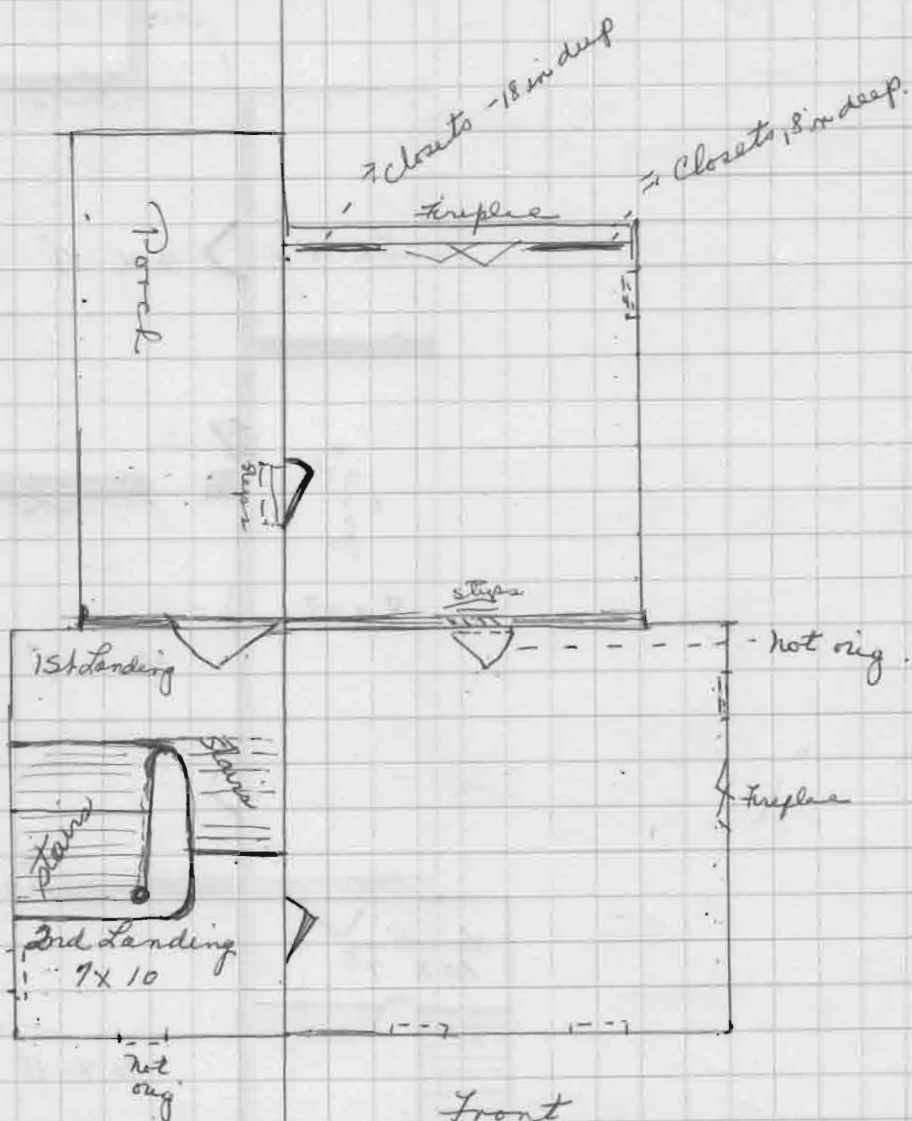 Closets - 18 in deep
Closets, 8 in deep.
Fireplace
Porch
Steps
steps
1st Landing
not orig.
Stairs
Stairs
Fireplace
2nd Landing
7 X 10
not
orig
Front